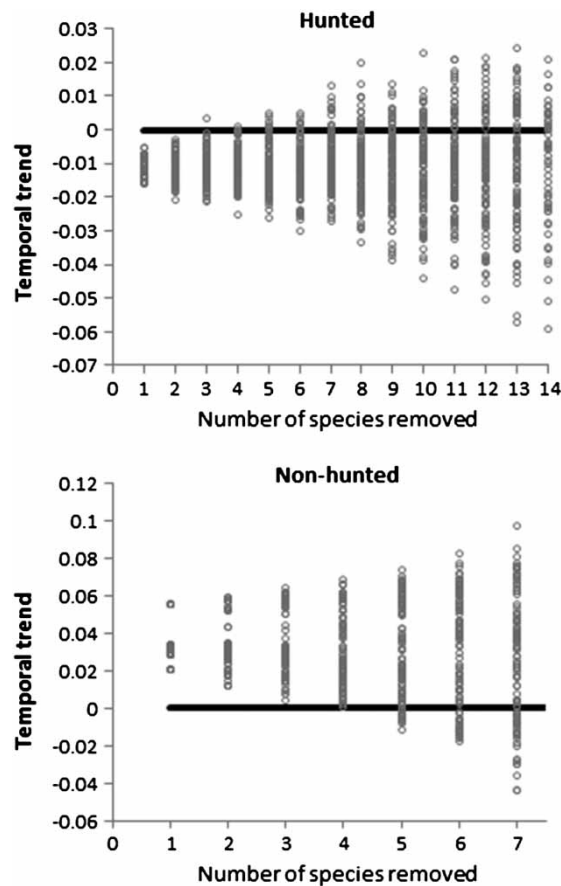 Hunted
0.03
0.02
0.01
0
-0.01
-0.02
-0.03
-0.04
-0.05
-0.06
-0.07
Temporal trend
0 1 2 3 4 5 6 7 8 9 10 11 12 13 14
Number of species removed
Non-hunted
0.12
0.1
0.08
0.06
0.04
0.02
0
-0.02
-0.04
-0.06
Temporal trend
0 1 2 3 4 5 6 7
Number of species removed